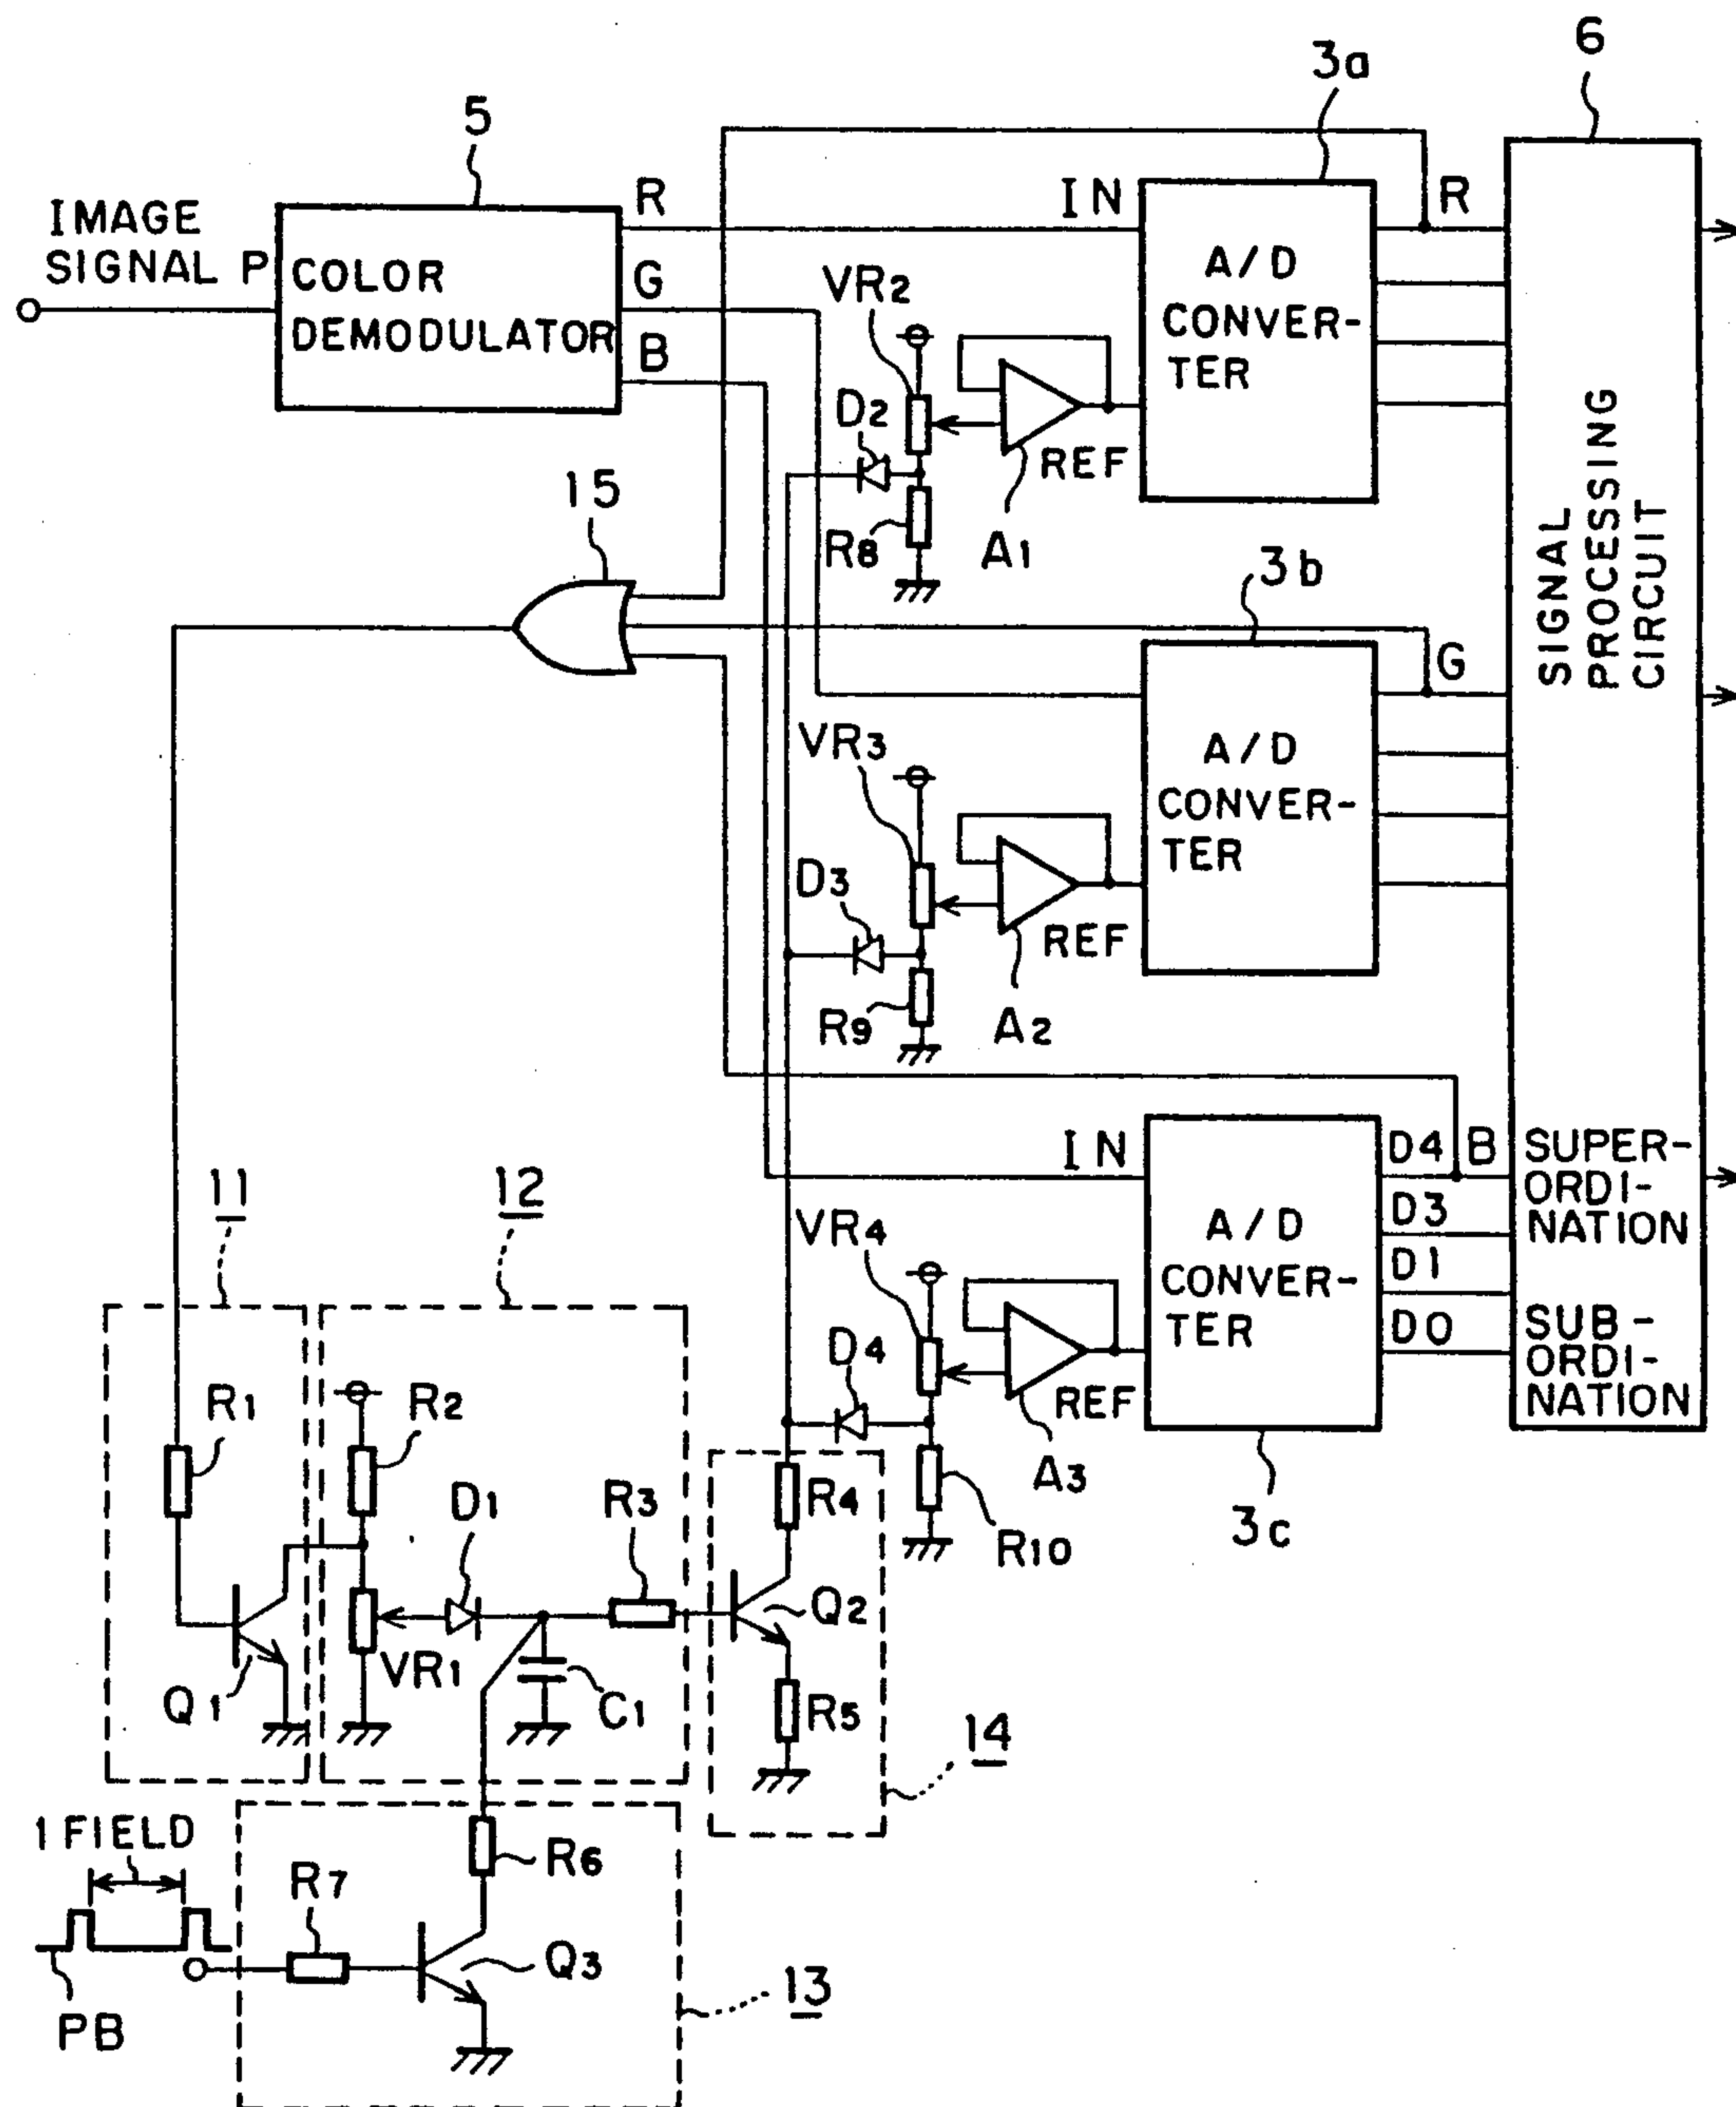 6
3a
5
IMAGE
SIGNAL P
COLOR
DEMODULATOR
R
G
B
IN
A/D
CONVER-
TER
R
VR2
D2
R8
A1
REF
15
3b
SIGNAL
PROCESSING
CIRCUIT
G
A/D
CONVER-
TER
VR3
D3
R9
A2
REF
IN
A/D
CONVER-
TER
D4
B
D3
D1
D0
SUPER-
ORDI-
NATION
SUB-
ORDI-
NATION
VR4
D4
R10
A3
REF
3c
11
12
R1
R2
D1
R3
R4
Q1
VR1
C1
Q2
R5
14
1 FIELD
R7
R6
Q3
13
PB